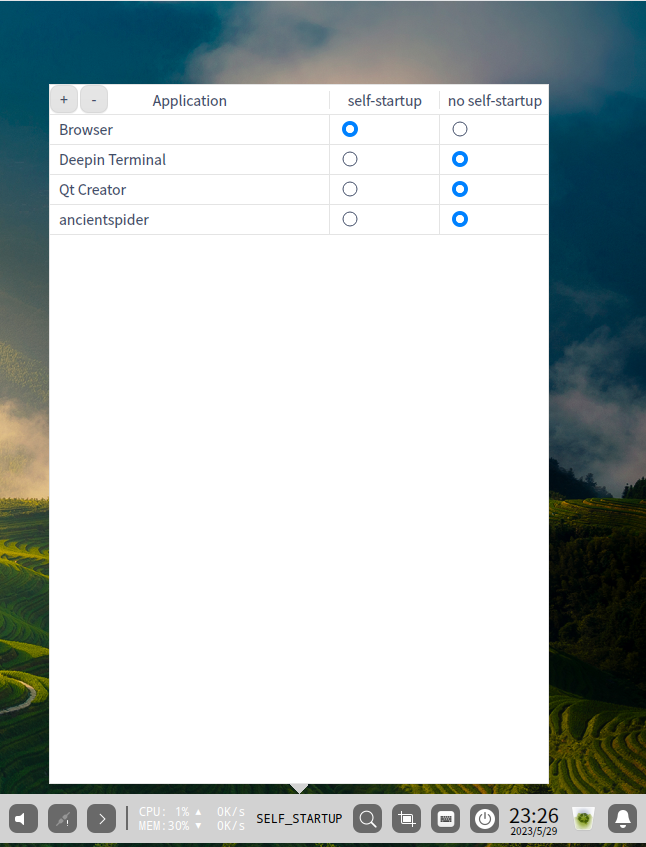 + - Application self-startup no self-startup
Browser
Deepin Terminal
Qt Creator
ancientspider
CPU: 1% ▲ 0K/s
MEM:30% ▼ 0K/s
SELF_STARTUP
23:26
2023/5/29